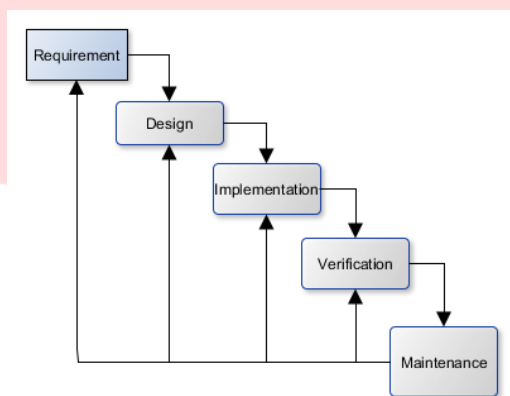 Requirement
Design
Implementation
Verification
Maintenance